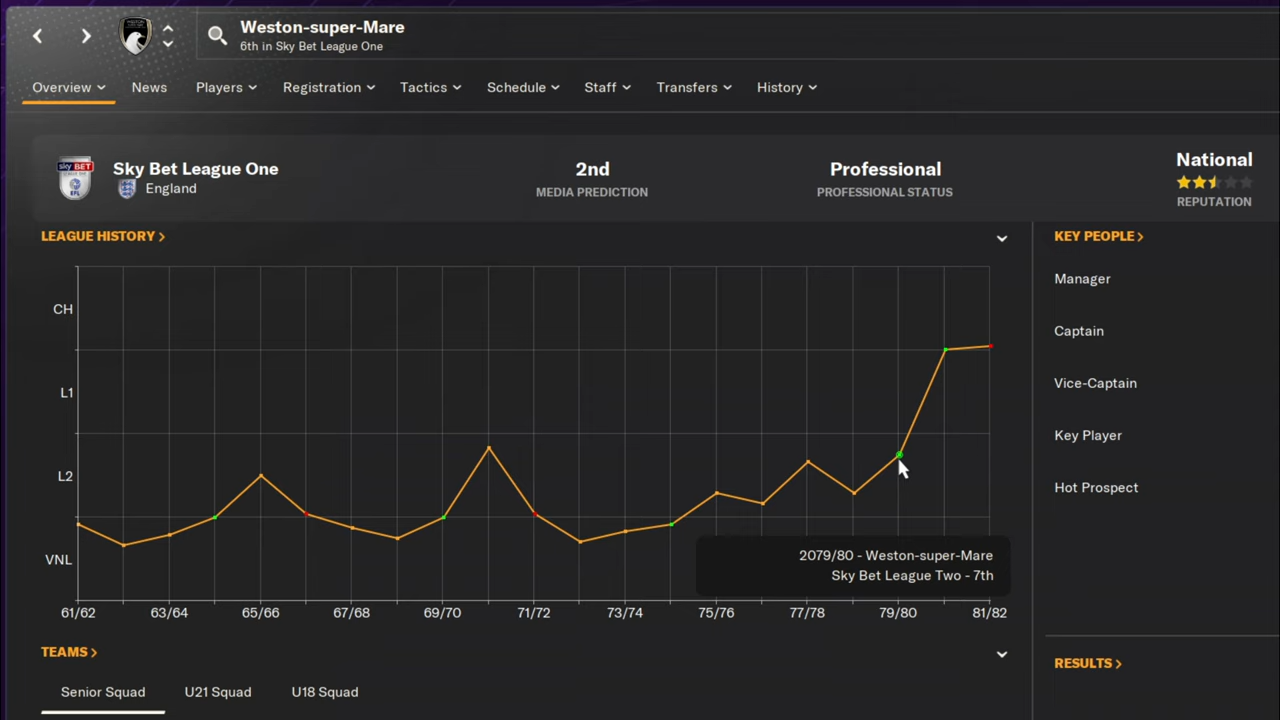 Weston-super-Mare
6th in Sky Bet League One
Overview
News
Players
Registration
Tactics
Schedule
Staff
Transfers
History
Sky Bet League One
England
2nd
MEDIA PREDICTION
Professional
PROFESSIONAL STATUS
National
REPUTATION
sky BET
EFL
LEAGUE HISTORY >
CH
L1
L2
VNL
2079/80 - Weston-super-Mare
Sky Bet League Two - 7th
61/62 63/64 65/66 67/68 69/70 71/72 73/74 75/76 77/78 79/80 81/82
KEY PEOPLE >
Manager
Captain
Vice-Captain
Key Player
Hot Prospect
TEAMS >
Senior Squad
U21 Squad
U18 Squad
RESULTS >